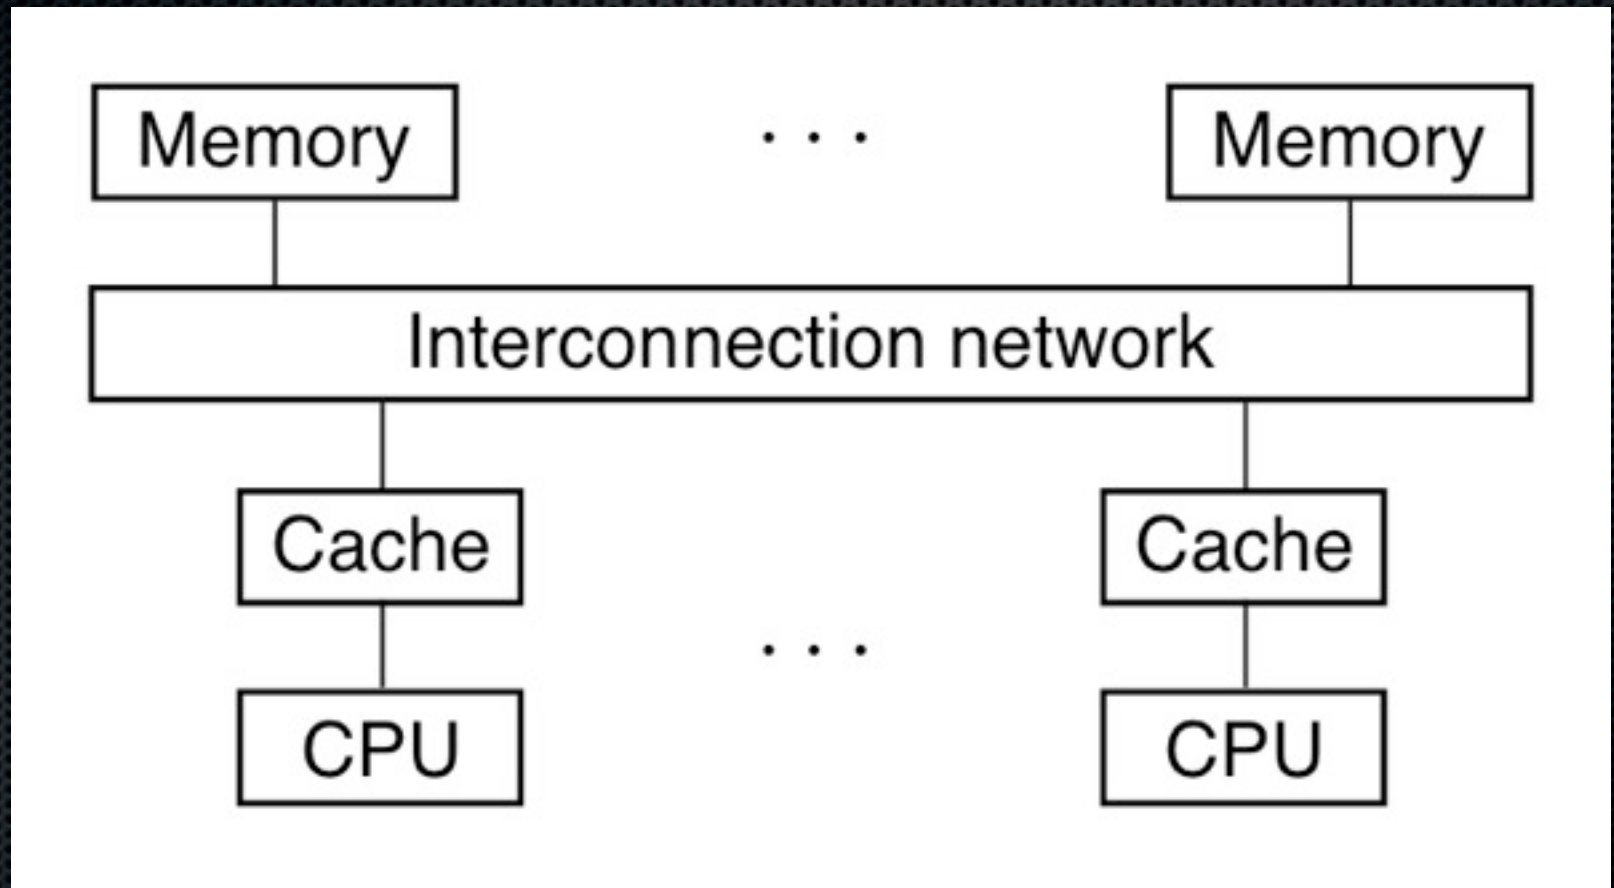 Memory ... Memory
Interconnection network
Cache Cache
...
CPU CPU